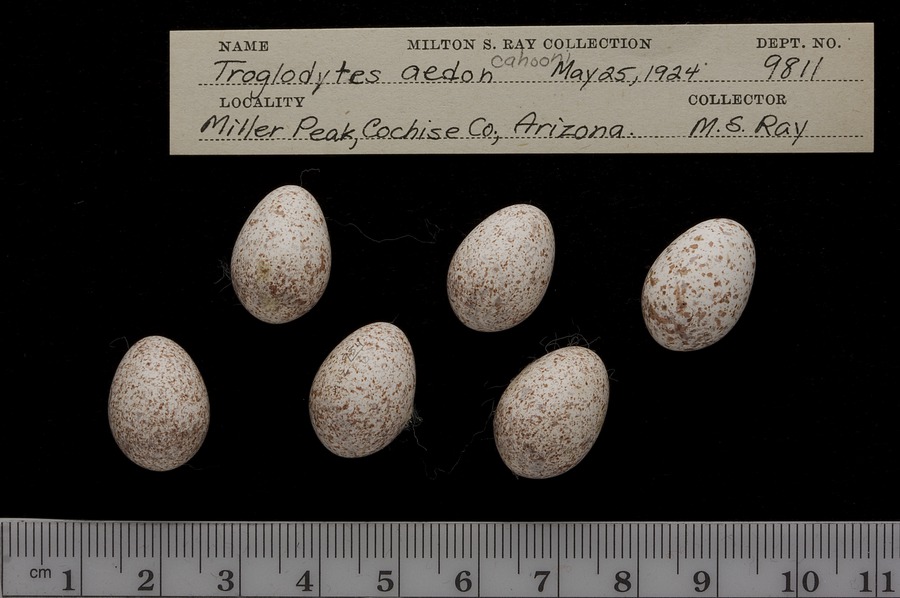 NAME MILTON S. RAY COLLECTION DEPT. NO.
Troglodytes aedon cahooni May 25, 1924 9811
LOCALITY COLLECTOR
Miller Peak, Cochise Co., Arizona. M.S. Ray
cm 1 2 3 4 5 6 7 8 9 10 11